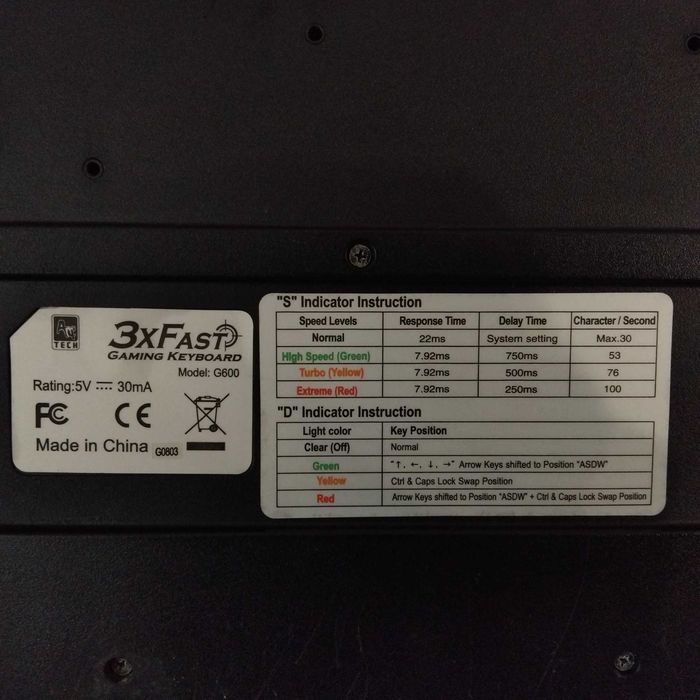 A4 TECH
3xFast
Gaming Keyboard
Model: G600
Rating:5V ⎓ 30mA
FC CE
Made in China G0803
"S" Indicator Instruction
Speed Levels Response Time Delay Time Character / Second
Normal 22ms System setting Max.30
High Speed (Green) 7.92ms 750ms 53
Turbo (Yellow) 7.92ms 500ms 76
Extreme (Red) 7.92ms 250ms 100
"D" Indicator Instruction
Light color Key Position
Clear (Off) Normal
Green "↑, ←, ↓, →" Arrow Keys shifted to Position "ASDW"
Yellow Ctrl & Caps Lock Swap Position
Red Arrow Keys shifted to Position "ASDW" + Ctrl & Caps Lock Swap Position